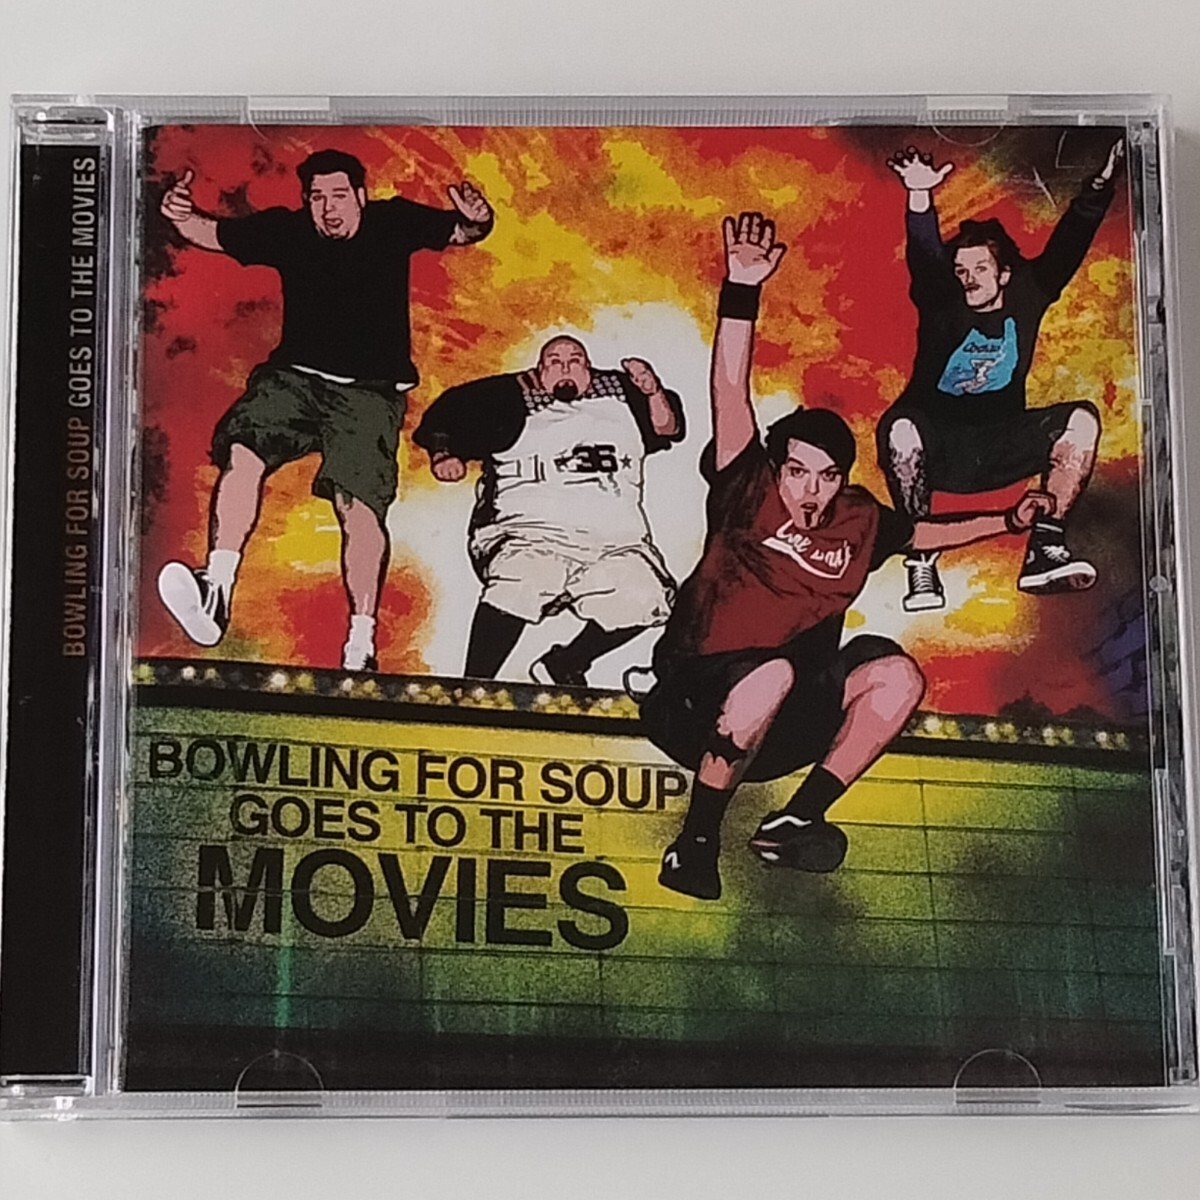 BOWLING FOR SOUP GOES TO THE MOVIES
36
BOWLING FOR SOUP
GOES TO THE
MOVIES